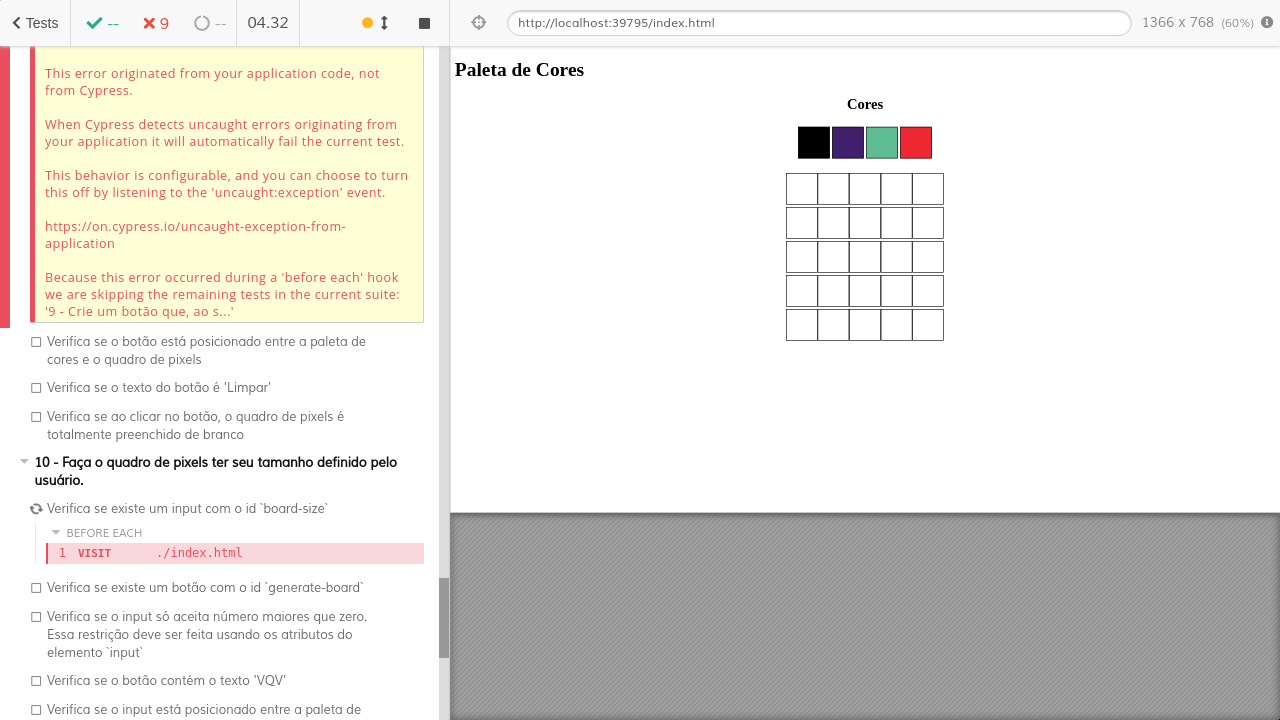 Tests
--
9
--
04.32
http://localhost:39795/index.html
1366 x 768 (60%)
This error originated from your application code, not
from Cypress.
When Cypress detects uncaught errors originating from
your application it will automatically fail the current test.
This behavior is configurable, and you can choose to turn
this off by listening to the 'uncaught:exception' event.
https://on.cypress.io/uncaught-exception-from-
application
Because this error occurred during a 'before each' hook
we are skipping the remaining tests in the current suite:
'9 - Crie um botão que, ao s...'
Verifica se o botão está posicionado entre a paleta de
cores e o quadro de pixels
Verifica se o texto do botão é 'Limpar'
Verifica se ao clicar no botão, o quadro de pixels é
totalmente preenchido de branco
10 - Faça o quadro de pixels ter seu tamanho definido pelo
usuário.
Verifica se existe um input com o id `board-size`
BEFORE EACH
1 VISIT ./index.html
Verifica se existe um botão com o id `generate-board`
Verifica se o input só aceita número maiores que zero.
Essa restrição deve ser feita usando os atributos do
elemento `input`
Verifica se o botão contém o texto 'VQV'
Verifica se o input está posicionado entre a paleta de
Paleta de Cores
Cores